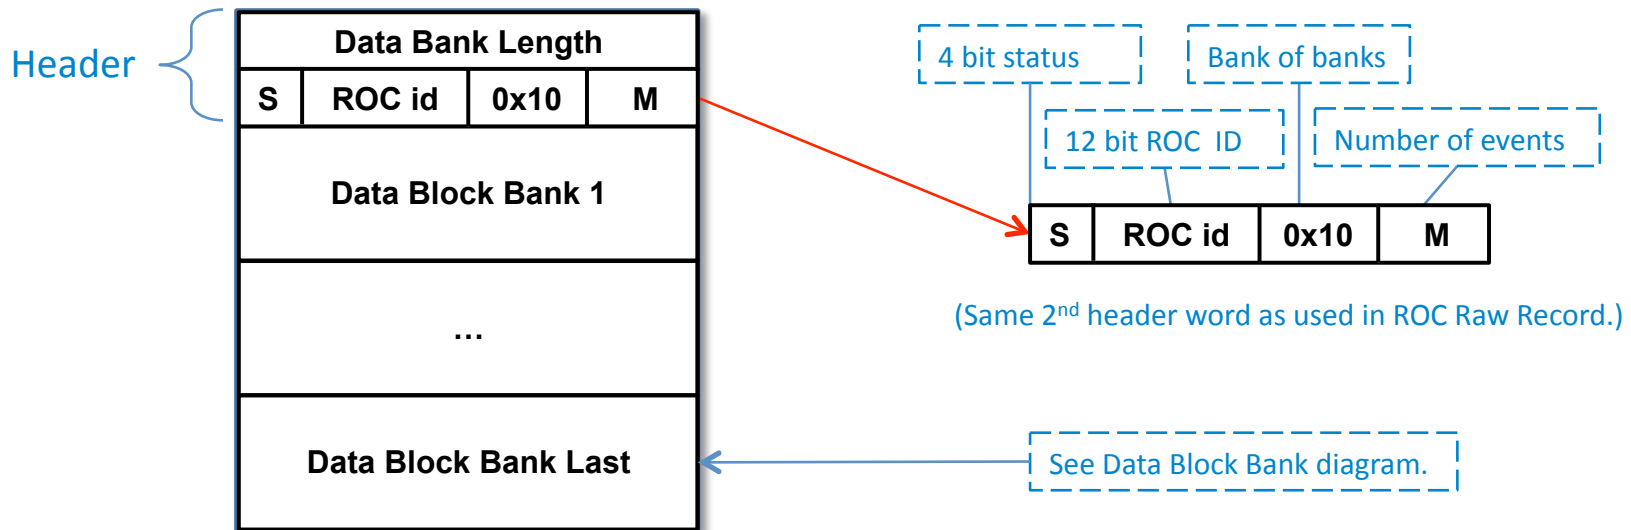 Header
Data Bank Length
S ROC id 0x10 M
Data Block Bank 1
...
Data Block Bank Last
4 bit status
Bank of banks
12 bit ROC ID
Number of events
S ROC id 0x10 M
(Same 2nd header word as used in ROC Raw Record.)
See Data Block Bank diagram.